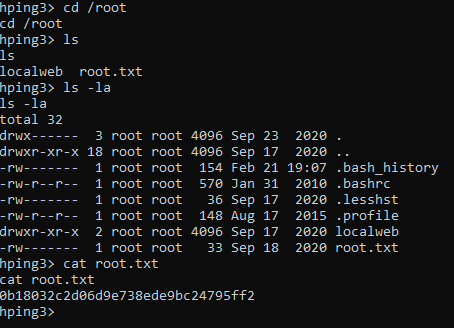 hping3> cd /root
cd /root
hping3> ls
ls
localweb  root.txt
hping3> ls -la
ls -la
total 32
drwx------  3 root root 4096 Sep 23  2020 .
drwxr-xr-x 18 root root 4096 Sep 17  2020 ..
-rw-------  1 root root  154 Feb 21 19:07 .bash_history
-rw-r--r--  1 root root  570 Jan 31  2010 .bashrc
-rw-------  1 root root   36 Sep 17  2020 .lesshst
-rw-r--r--  1 root root  148 Aug 17  2015 .profile
drwxr-xr-x  2 root root 4096 Sep 17  2020 localweb
-rw-------  1 root root   33 Sep 18  2020 root.txt
hping3> cat root.txt
cat root.txt
0b18032c2d06d9e738ede9bc24795ff2
hping3>